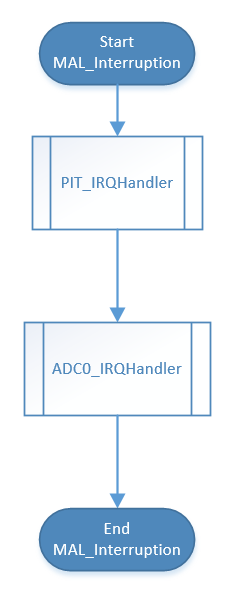 Start
MAL_Interruption
PIT_IRQHandler
ADC0_IRQHandler
End
MAL_Interruption